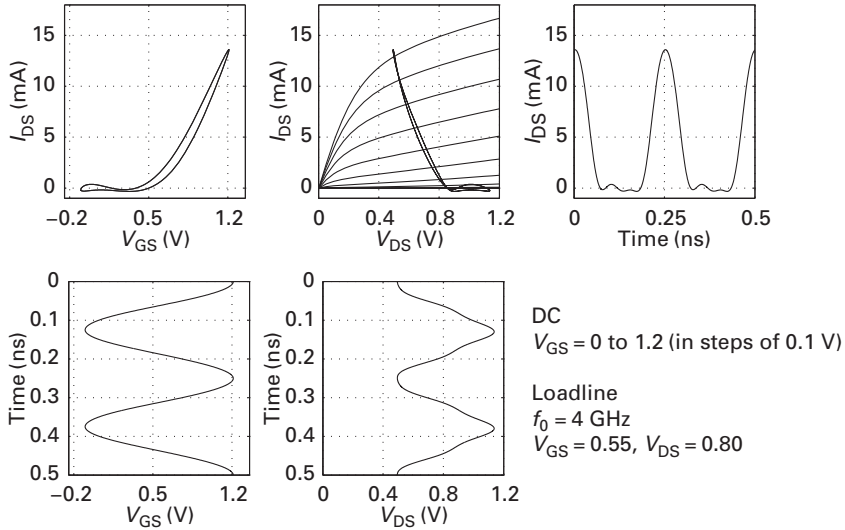 15
10
5
0
I_DS (mA)
−0.2 0.5 1.2
V_GS (V)
15
10
5
0
I_DS (mA)
0 0.4 0.8 1.2
V_DS (V)
15
10
5
0
I_DS (mA)
0 0.25 0.5
Time (ns)
0
0.1
0.2
0.3
0.4
0.5
Time (ns)
−0.2 0.5 1.2
V_GS (V)
0
0.1
0.2
0.3
0.4
0.5
Time (ns)
0 0.4 0.8 1.2
V_DS (V)
DC
V_GS = 0 to 1.2 (in steps of 0.1 V)
Loadline
f_0 = 4 GHz
V_GS = 0.55, V_DS = 0.80